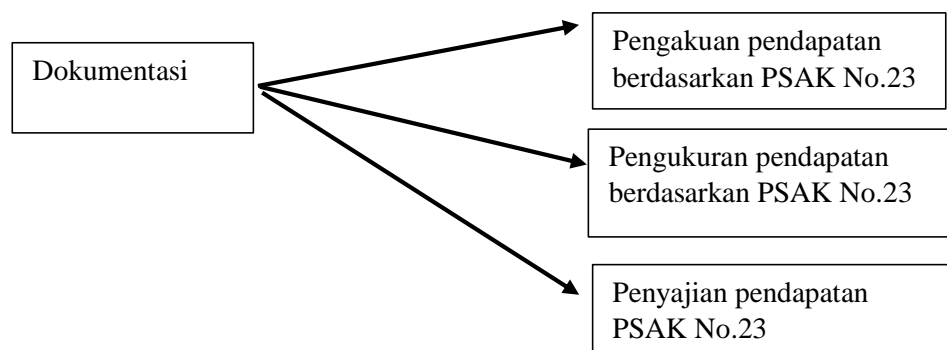 Dokumentasi
Pengakuan pendapatan
berdasarkan PSAK No.23
Pengukuran pendapatan
berdasarkan PSAK No.23
Penyajian pendapatan
PSAK No.23